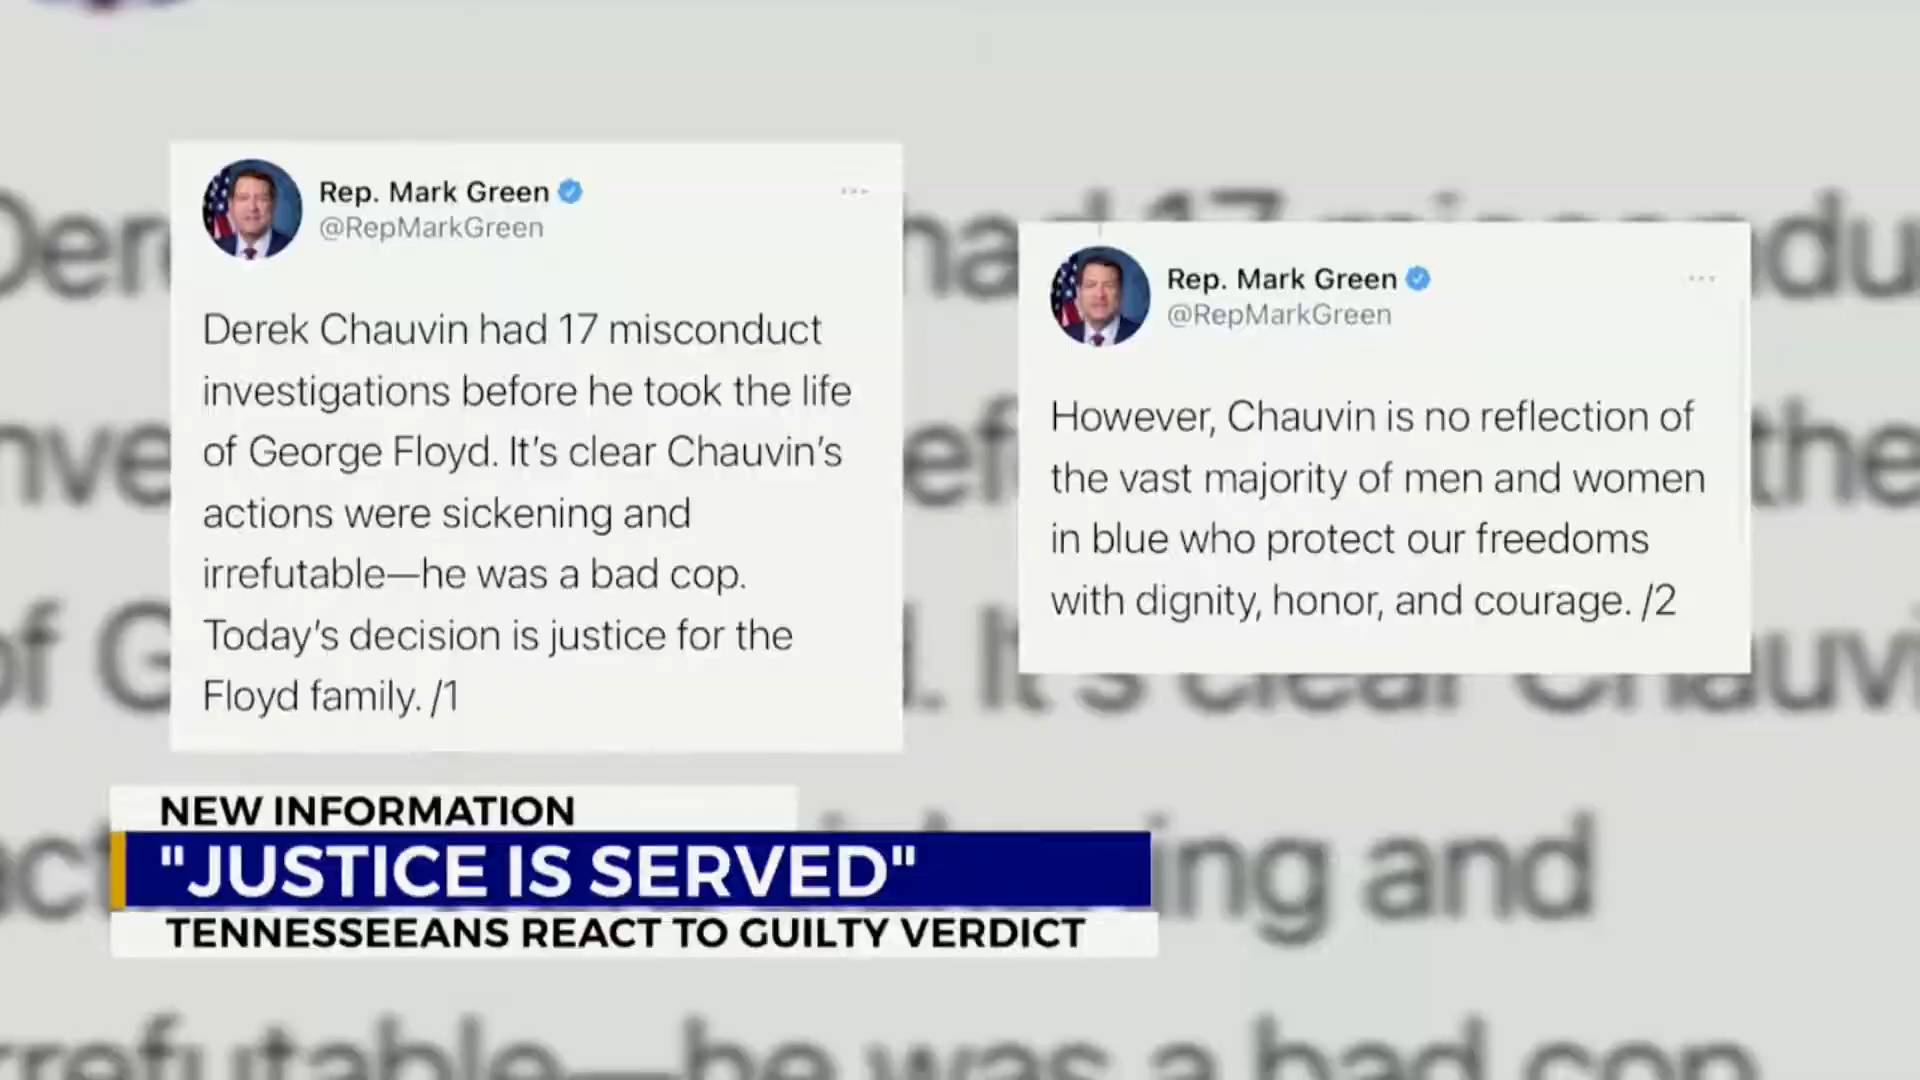 Rep. Mark Green
@RepMarkGreen
Derek Chauvin had 17 misconduct
investigations before he took the life
of George Floyd. It's clear Chauvin's
actions were sickening and
irrefutable—he was a bad cop.
Today's decision is justice for the
Floyd family. /1
Rep. Mark Green
@RepMarkGreen
However, Chauvin is no reflection of
the vast majority of men and women
in blue who protect our freedoms
with dignity, honor, and courage. /2
NEW INFORMATION
"JUSTICE IS SERVED"
TENNESSEEANS REACT TO GUILTY VERDICT